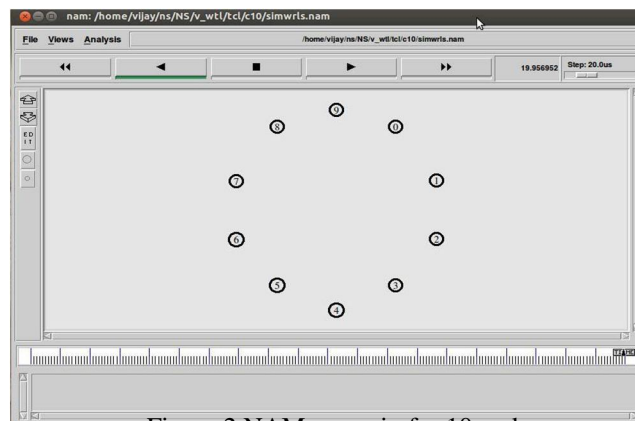 nam: /home/vijay/ns/NS/v_wtl/tcl/c10/simwrls.nam
File Views Analysis /home/vijay/ns/NS/v_wtl/tcl/c10/simwrls.nam
19.956952 Step: 20.0us
ED
IT
9
8 0
7 1
6 2
5 3
4